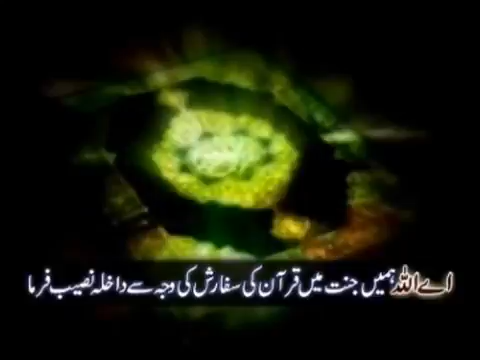 اے اللہ ہمیں جنت میں قرآن کی سفارش کی وجہ سے داخلہ نصیب فرما